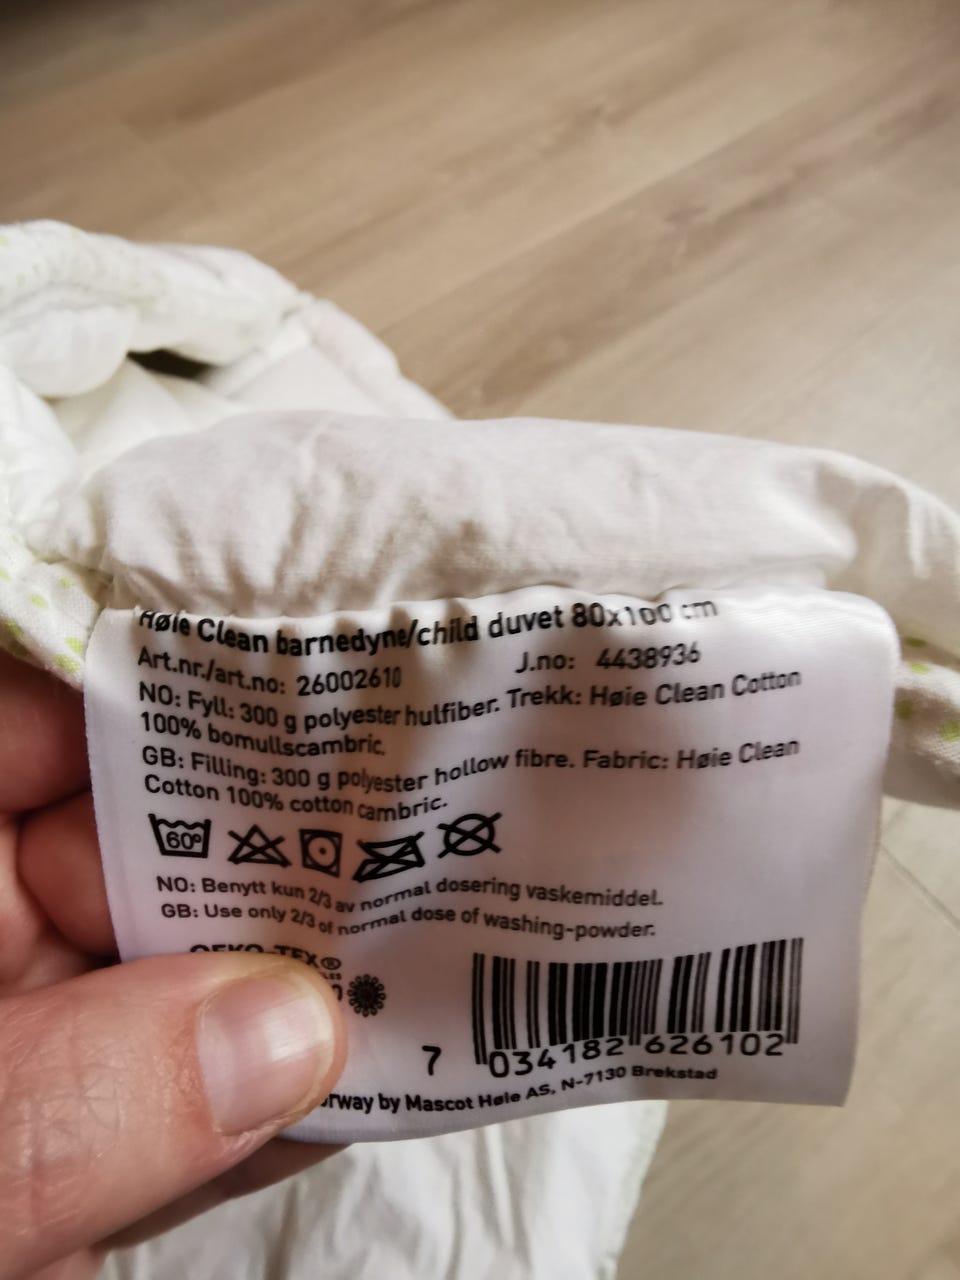 Høie Clean barnedyne/child duvet 80x100 cm
Art.nr./art.no: 26002610 J.no: 4438936
NO: Fyll: 300 g polyester hulfiber. Trekk: Høie Clean Cotton
100% bomullscambric.
GB: Filling: 300 g polyester hollow fibre. Fabric: Høie Clean
Cotton 100% cotton cambric.
60º
NO: Benytt kun 2/3 av normal dosering vaskemiddel.
GB: Use only 2/3 of normal dose of washing-powder.
OEKO-TEX®
7 034182 626102
by Mascot Høie AS, N-7130 Brekstad